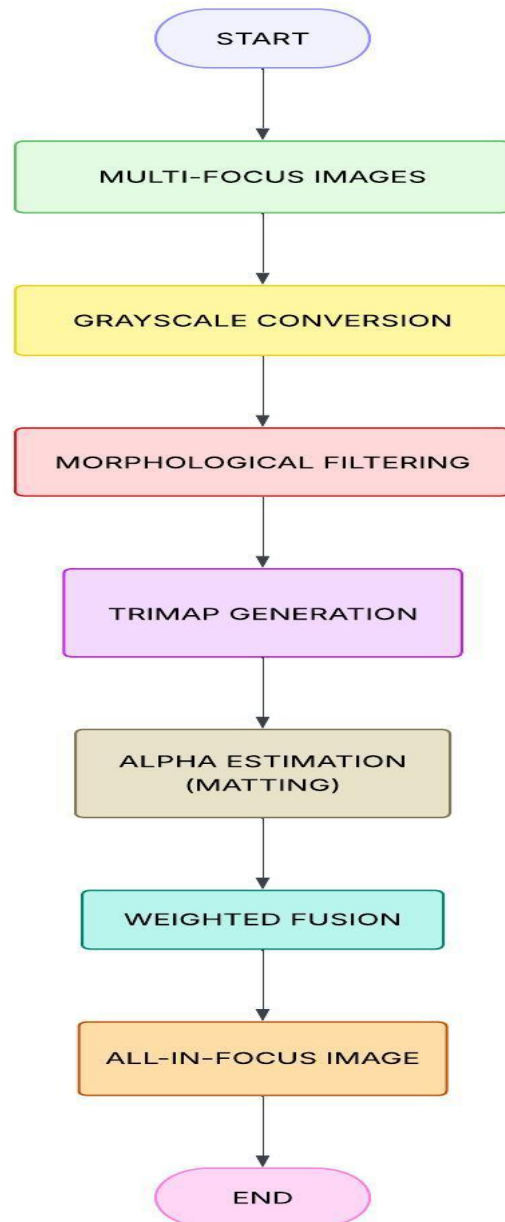 START
MULTI-FOCUS IMAGES
GRAYSCALE CONVERSION
MORPHOLOGICAL FILTERING
TRIMAP GENERATION
ALPHA ESTIMATION
(MATTING)
WEIGHTED FUSION
ALL-IN-FOCUS IMAGE
END